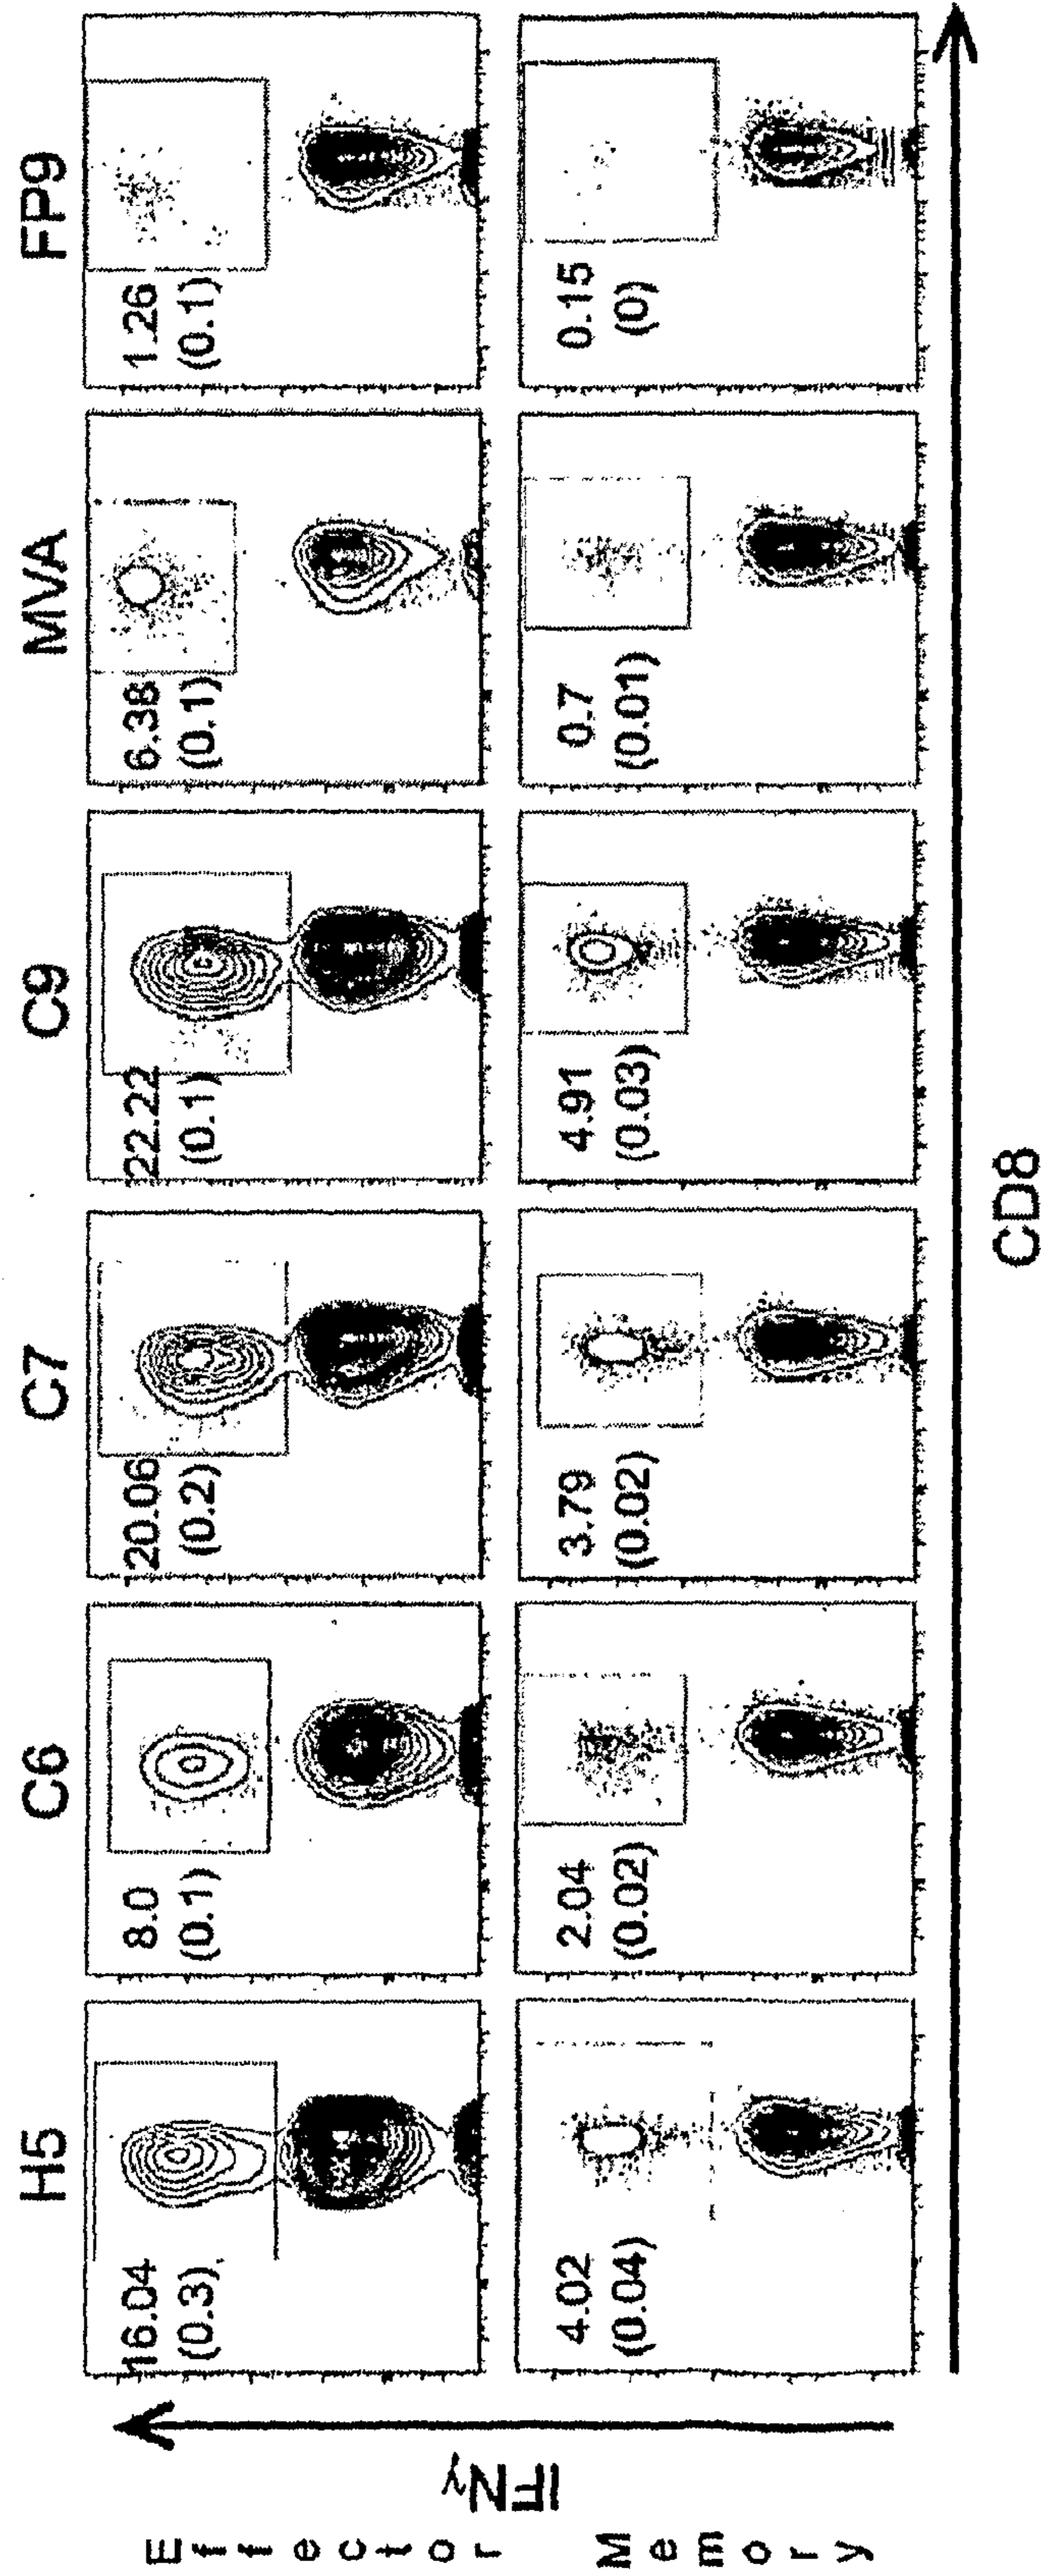 H5 C6 C7 C9 MVA FP9
Effector
16.04 8.0 20.06 22.22 6.38 1.26
(0.3) (0.1) (0.2) (0.1) (0.1) (0.1)
IFNγ
Memory
4.02 2.04 3.79 4.91 0.7 0.15
(0.04) (0.02) (0.02) (0.03) (0.01) (0)
CD8